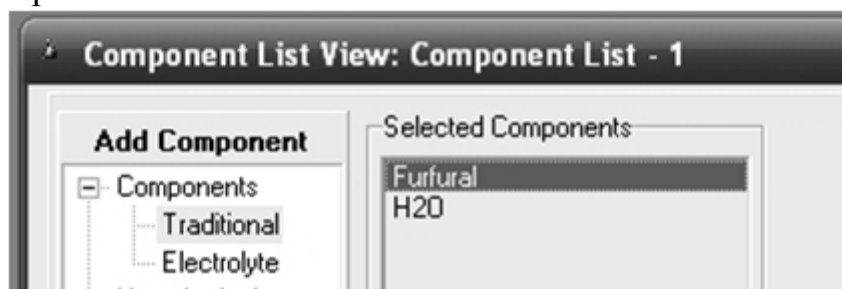 Component List View: Component List - 1
Add Component
Components
Traditional
Electrolyte
Selected Components
Furfural
H2O